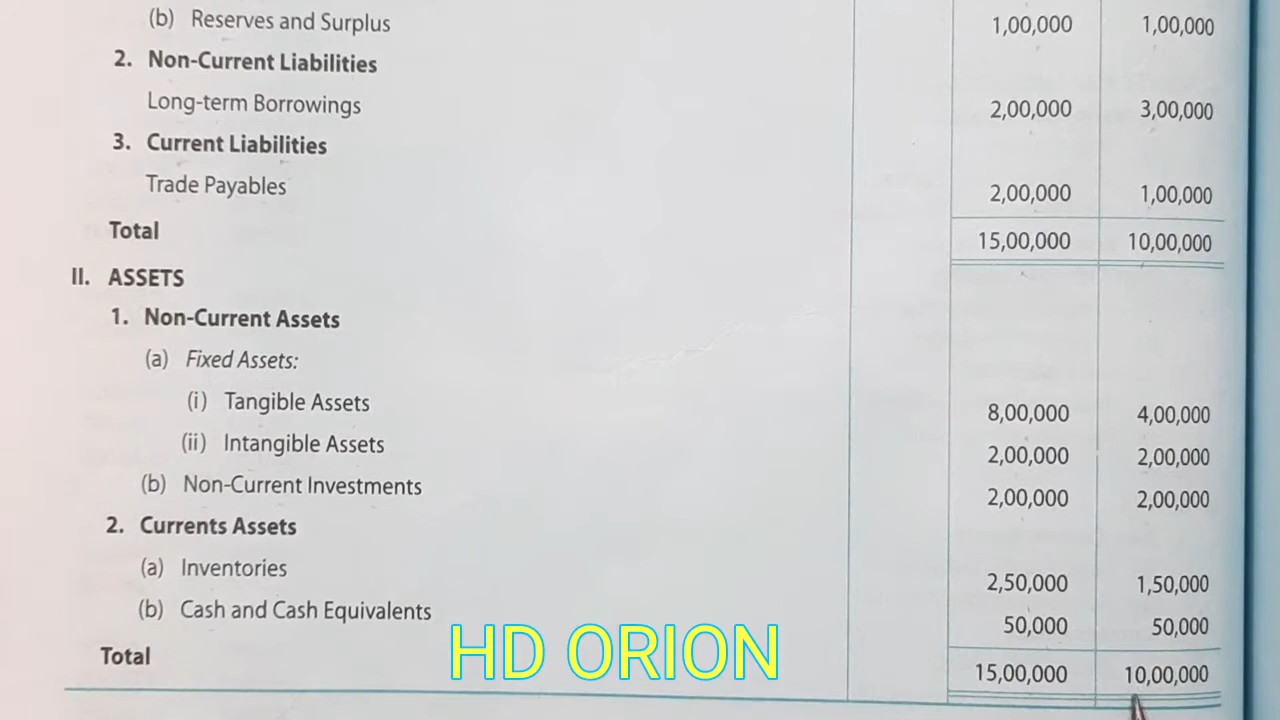 (b) Reserves and Surplus 1,00,000 1,00,000
2. Non-Current Liabilities
Long-term Borrowings 2,00,000 3,00,000
3. Current Liabilities
Trade Payables 2,00,000 1,00,000
Total 15,00,000 10,00,000
II. ASSETS
1. Non-Current Assets
(a) Fixed Assets:
(i) Tangible Assets 8,00,000 4,00,000
(ii) Intangible Assets 2,00,000 2,00,000
(b) Non-Current Investments 2,00,000 2,00,000
2. Currents Assets
(a) Inventories 2,50,000 1,50,000
(b) Cash and Cash Equivalents 50,000 50,000
HD ORION
Total 15,00,000 10,00,000